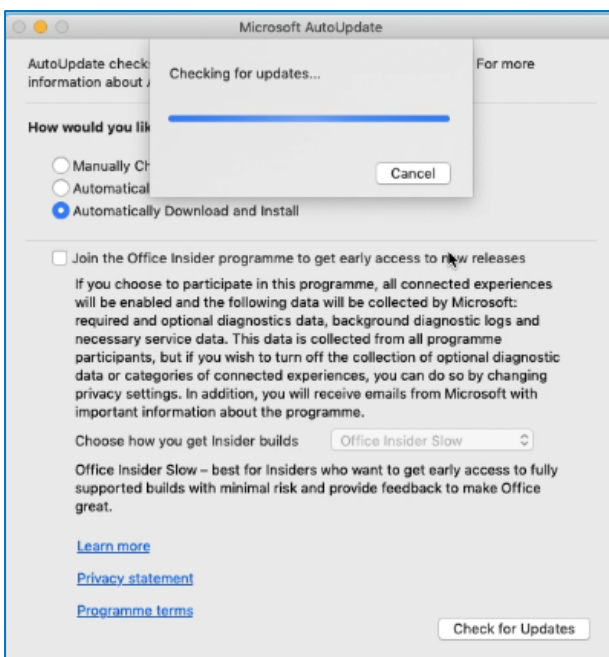 Microsoft AutoUpdate
AutoUpdate check
For more
information about
Checking for updates...
Cancel
How would you lik
Manually Ch
Automatical
Automatically Download and Install
Join the Office Insider programme to get early access to new releases
If you choose to participate in this programme, all connected experiences
will be enabled and the following data will be collected by Microsoft:
required and optional diagnostics data, background diagnostic logs and
necessary service data. This data is collected from all programme
participants, but if you wish to turn off the collection of optional diagnostic
data or categories of connected experiences, you can do so by changing
privacy settings. In addition, you will receive emails from Microsoft with
important information about the programme.
Choose how you get Insider builds
Office Insider Slow
Office Insider Slow – best for Insiders who want to get early access to fully
supported builds with minimal risk and provide feedback to make Office
great.
Learn more
Privacy statement
Programme terms
Check for Updates